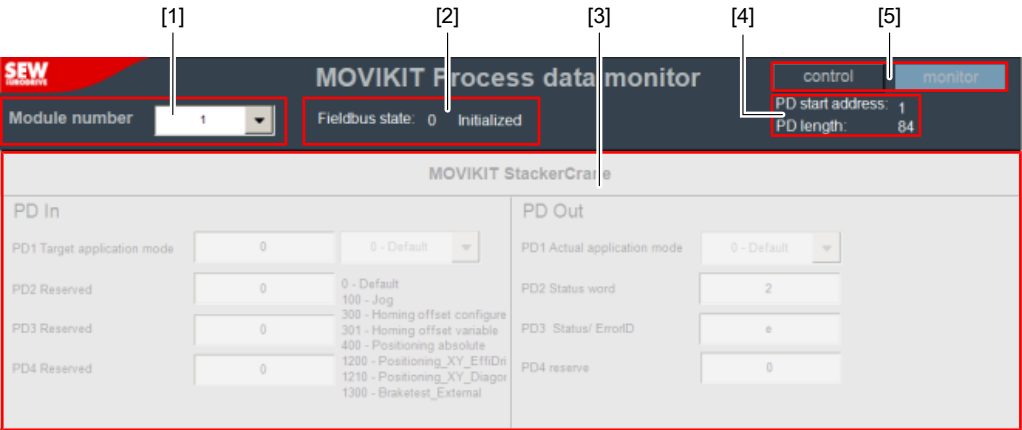 [1] [2] [3] [4] [5]
SEW
EURODRIVE
MOVIKIT Process data monitor
control monitor
Module number 1
Fieldbus state: 0 Initialized
PD start address: 1
PD length: 84
MOVIKIT StackerCrane
PD In
PD Out
PD1 Target application mode 0 0 - Default
PD1 Actual application mode 0 - Default
PD2 Reserved 0
0 - Default
100 - Jog
300 - Homing offset configure
301 - Homing offset variable
400 - Positioning absolute
1200 - Positioning_XY_EffiDri
1210 - Positioning_XY_Diagor
1300 - Braketest_External
PD2 Status word 2
PD3 Reserved 0
PD3 Status/ ErrorID e
PD4 Reserved 0
PD4 reserve 0